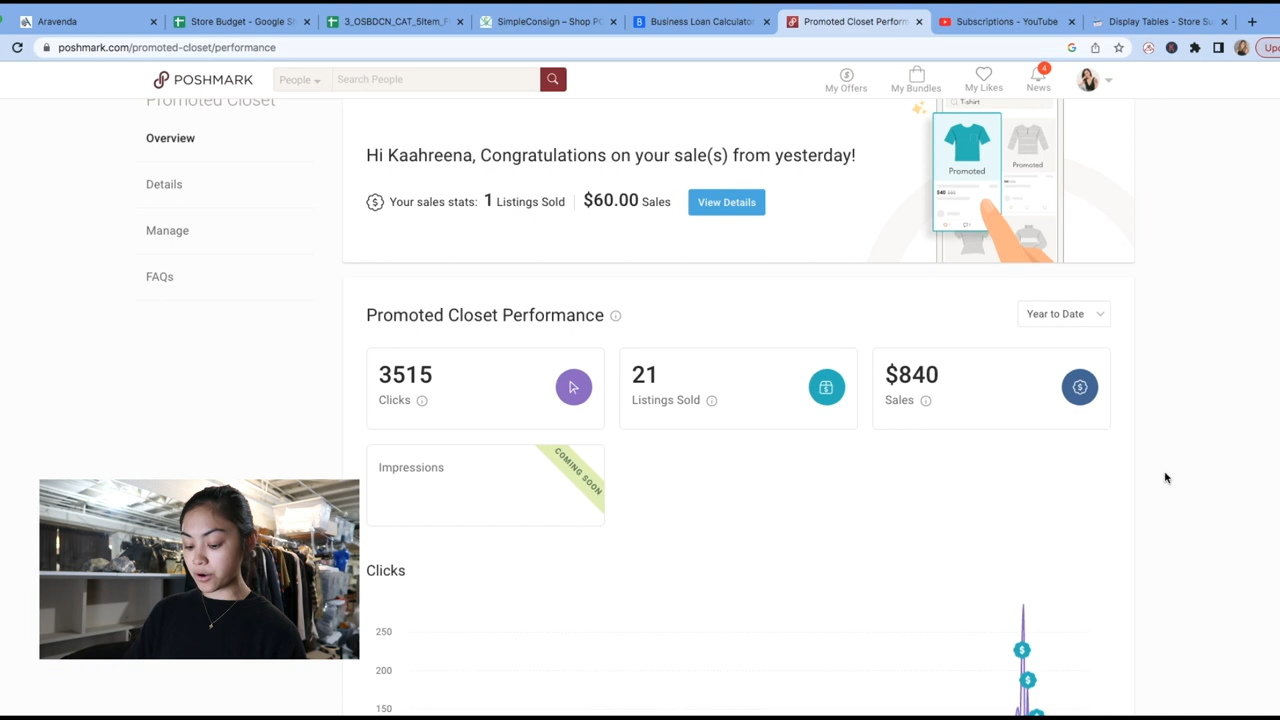 Aravenda
Store Budget - Google Sh
3_OSBDCN_CAT_5Item_F
SimpleConsign – Shop PO
Business Loan Calculator
Promoted Closet Perform
Subscriptions - YouTube
Display Tables - Store Su
poshmark.com/promoted-closet/performance
Upd
POSHMARK
People
Search People
My Offers
My Bundles
My Likes
4
News
Promoted Closet
Overview
Details
Manage
FAQs
T-shirt
Promoted
Promoted
Hi Kaahreena, Congratulations on your sale(s) from yesterday!
Your sales stats: 1 Listings Sold $60.00 Sales View Details
Promoted Closet Performance
Year to Date
3515
Clicks
21
Listings Sold
$840
Sales
Impressions
COMING SOON
Clicks
250
200
150